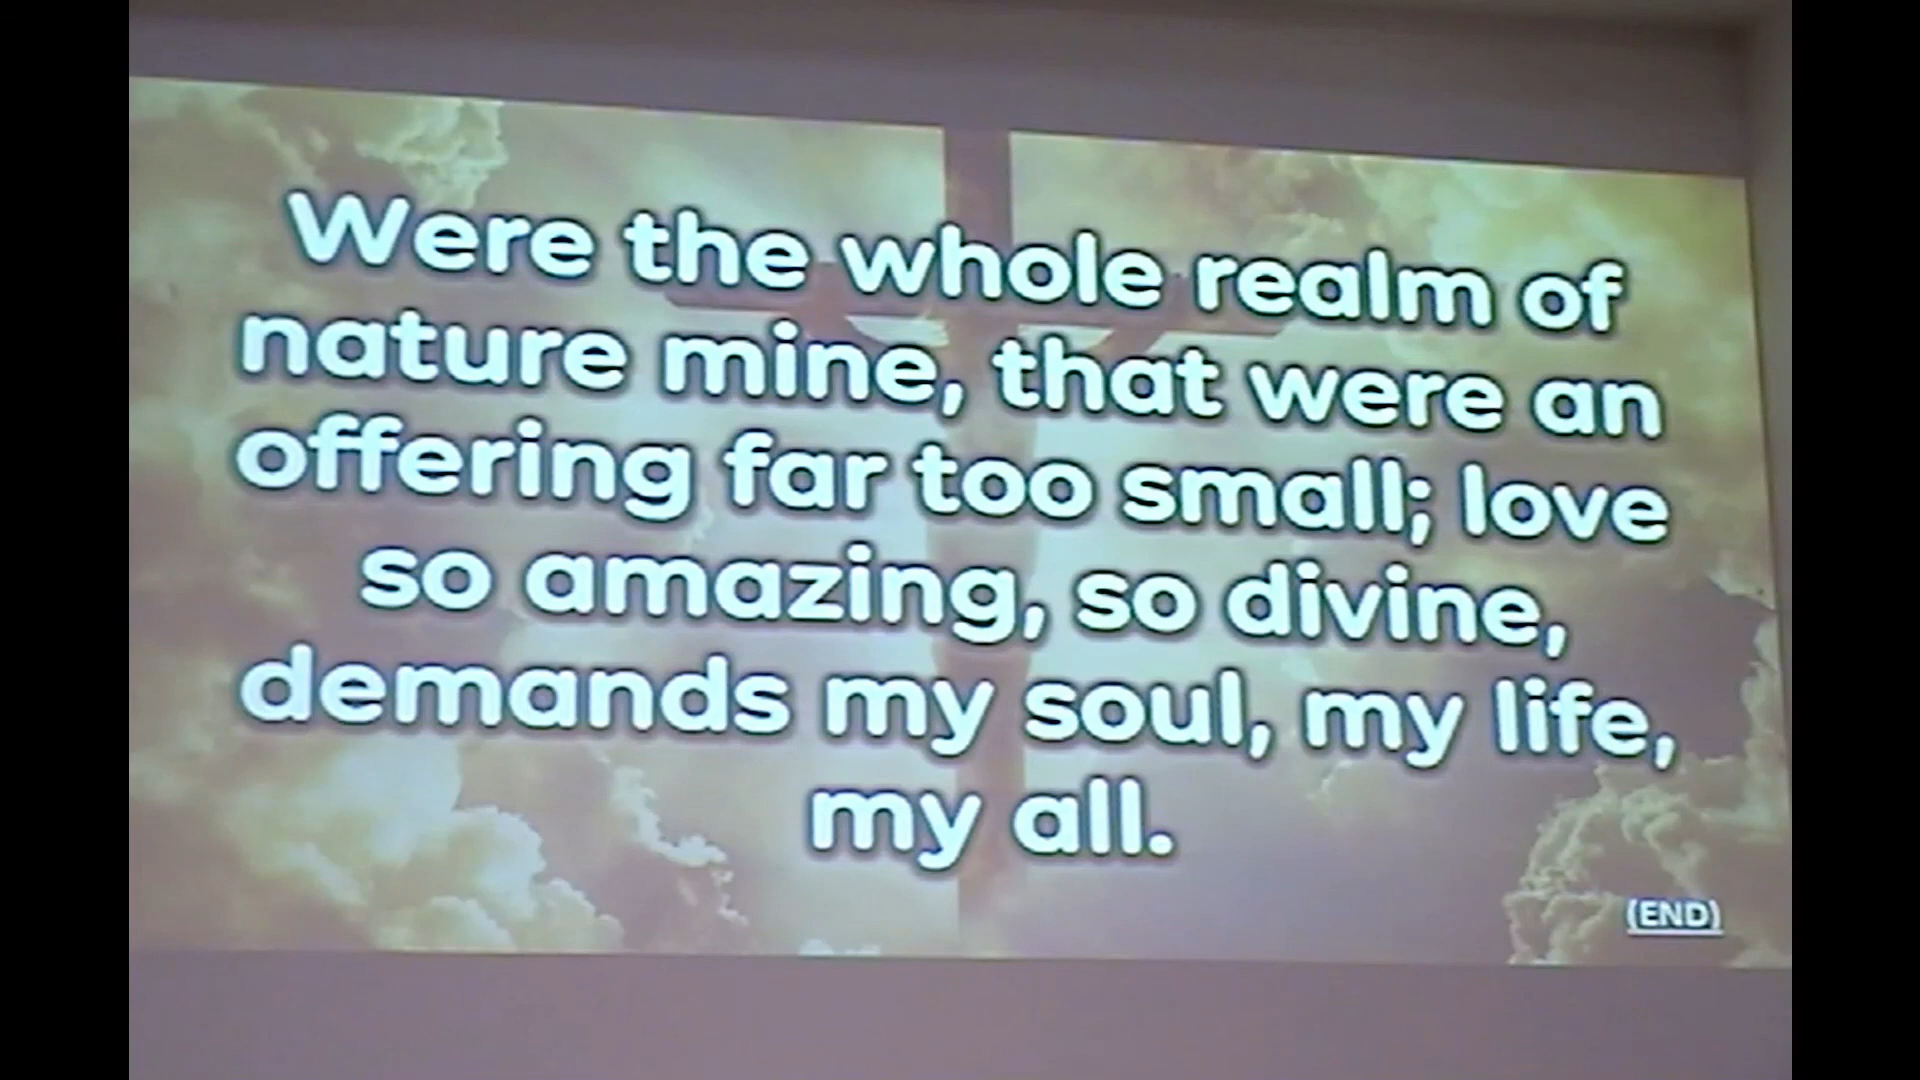 Were the whole realm of
nature mine, that were an
offering far too small; love
so amazing, so divine,
demands my soul, my life,
my all.
(END)